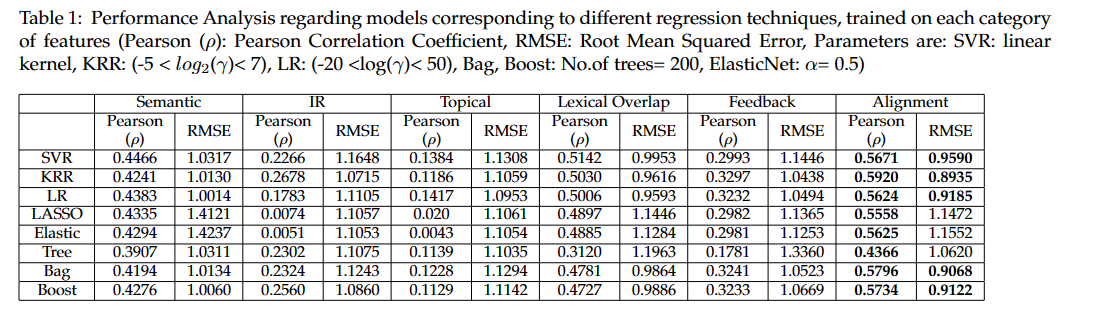 Table 1: Performance Analysis regarding models corresponding to different regression techniques, trained on each category
of features (Pearson (ρ): Pearson Correlation Coefficient, RMSE: Root Mean Squared Error, Parameters are: SVR: linear
kernel, KRR: (-5 < log₂(γ)< 7), LR: (-20 <log(γ)< 50), Bag, Boost: No.of trees= 200, ElasticNet: α= 0.5)
Semantic IR Topical Lexical Overlap Feedback Alignment
Pearson (ρ) RMSE Pearson (ρ) RMSE Pearson (ρ) RMSE Pearson (ρ) RMSE Pearson (ρ) RMSE Pearson (ρ) RMSE
SVR 0.4466 1.0317 0.2266 1.1648 0.1384 1.1308 0.5142 0.9953 0.2993 1.1446 0.5671 0.9590
KRR 0.4241 1.0130 0.2678 1.0715 0.1186 1.1059 0.5030 0.9616 0.3297 1.0438 0.5920 0.8935
LR 0.4383 1.0014 0.1783 1.1105 0.1417 1.0953 0.5006 0.9593 0.3232 1.0494 0.5624 0.9185
LASSO 0.4335 1.4121 0.0074 1.1057 0.020 1.1061 0.4897 1.1446 0.2982 1.1365 0.5558 1.1472
Elastic 0.4294 1.4237 0.0051 1.1053 0.0043 1.1054 0.4885 1.1284 0.2981 1.1253 0.5625 1.1552
Tree 0.3907 1.0311 0.2302 1.1075 0.1139 1.1035 0.3120 1.1963 0.1781 1.3360 0.4366 1.0620
Bag 0.4194 1.0134 0.2324 1.1243 0.1228 1.1294 0.4781 0.9864 0.3241 1.0523 0.5796 0.9068
Boost 0.4276 1.0060 0.2560 1.0860 0.1129 1.1142 0.4727 0.9886 0.3233 1.0669 0.5734 0.9122